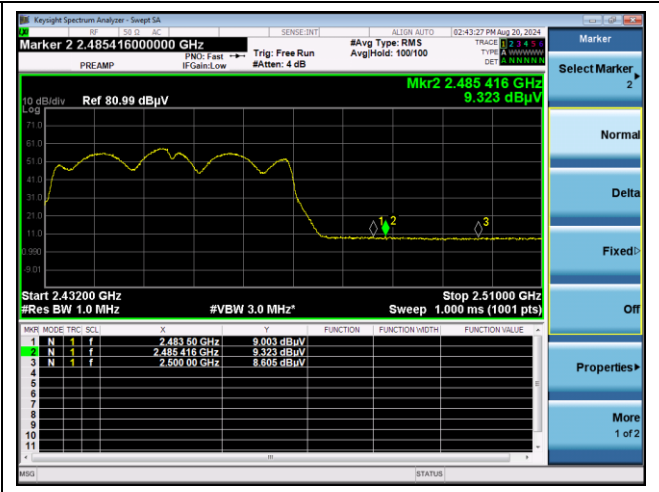 Keysight Spectrum Analyzer - Swept SA
RF 50 Ω AC SENSE:INT ALIGN AUTO 02:43:27 PM Aug 20, 2024
Marker 2 2.485416000000 GHz
PREAMP
PNO: Fast
IFGain:Low
Trig: Free Run
#Atten: 4 dB
#Avg Type: RMS
Avg|Hold: 100/100
TRACE 1 2 3 4 5 6
TYPE A WWWWW
DET A N N N N N
Mkr2 2.485 416 GHz
9.323 dBµV
10 dB/div Ref 80.99 dBµV
Log
71.0
61.0
51.0
41.0
31.0
21.0
11.0
0.990
-9.01
1 2 3
Start 2.43200 GHz Stop 2.51000 GHz
#Res BW 1.0 MHz #VBW 3.0 MHz* Sweep 1.000 ms (1001 pts)
MKR MODE TRC SCL X Y FUNCTION FUNCTION WIDTH FUNCTION VALUE
1 N 1 f 2.483 50 GHz 9.003 dBµV
2 N 1 f 2.485 416 GHz 9.323 dBµV
3 N 1 f 2.500 00 GHz 8.605 dBµV
4
5
6
7
8
9
10
11
MSG STATUS
Marker
Select Marker
2
Normal
Delta
Fixed
Off
Properties
More
1 of 2